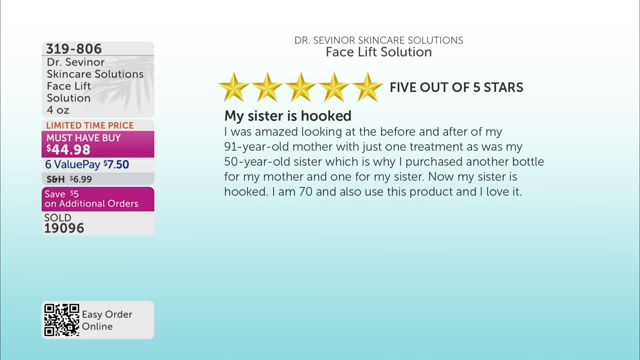 319-806
Dr. Sevinor
Skincare Solutions
Face Lift
Solution
4 oz
LIMITED TIME PRICE
MUST HAVE BUY
$44.98
6 ValuePay $7.50
S&H $6.99
Save $5
on Additional Orders
SOLD
19096
Easy Order
Online
DR. SEVINOR SKINCARE SOLUTIONS
Face Lift Solution
FIVE OUT OF 5 STARS
My sister is hooked
I was amazed looking at the before and after of my
91-year-old mother with just one treatment as was my
50-year-old sister which is why I purchased another bottle
for my mother and one for my sister. Now my sister is
hooked. I am 70 and also use this product and I love it.